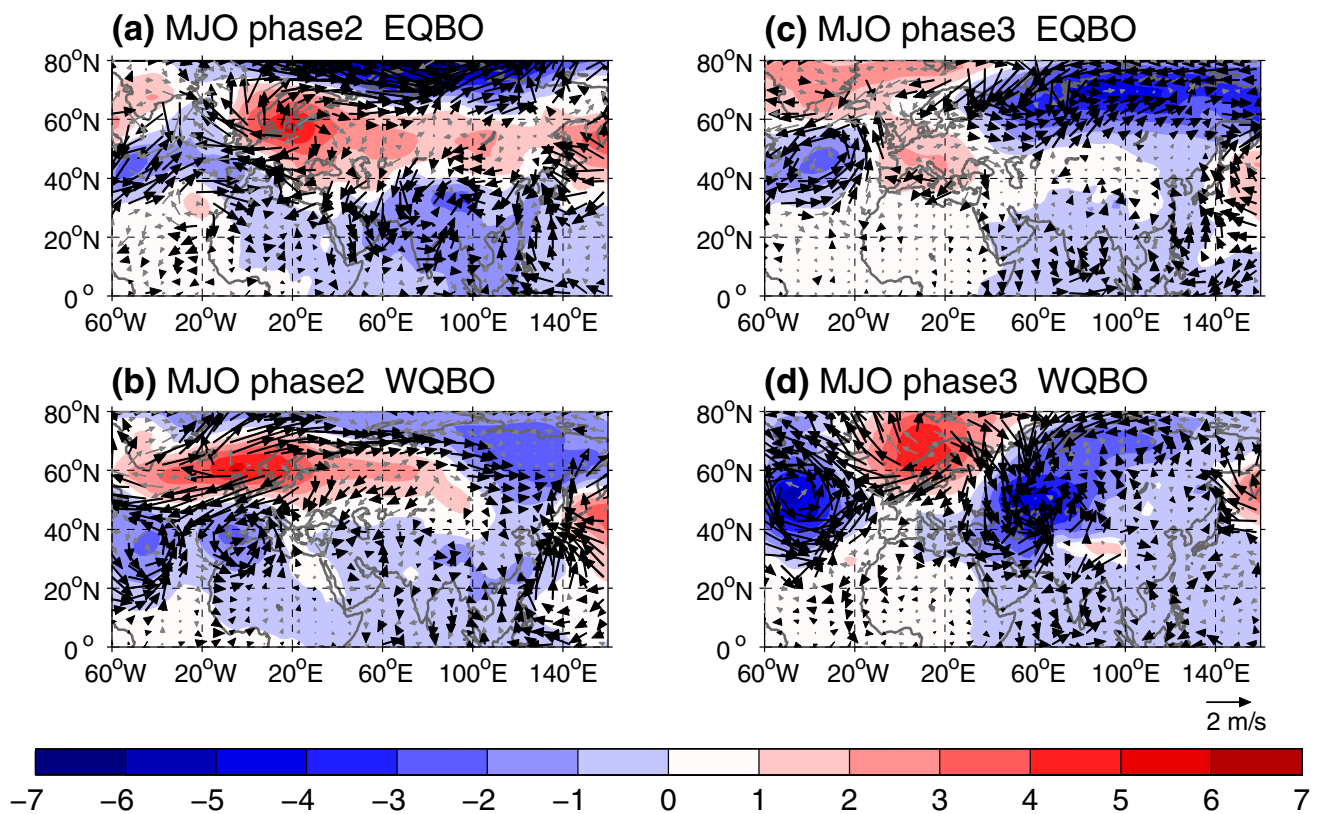 (a) MJO phase2 EQBO
80°N
60°N
40°N
20°N
0°
60°W 20°W 20°E 60°E 100°E 140°E
(c) MJO phase3 EQBO
80°N
60°N
40°N
20°N
0°
60°W 20°W 20°E 60°E 100°E 140°E
(b) MJO phase2 WQBO
80°N
60°N
40°N
20°N
0°
60°W 20°W 20°E 60°E 100°E 140°E
(d) MJO phase3 WQBO
80°N
60°N
40°N
20°N
0°
60°W 20°W 20°E 60°E 100°E 140°E
2 m/s
−7 −6 −5 −4 −3 −2 −1 0 1 2 3 4 5 6 7